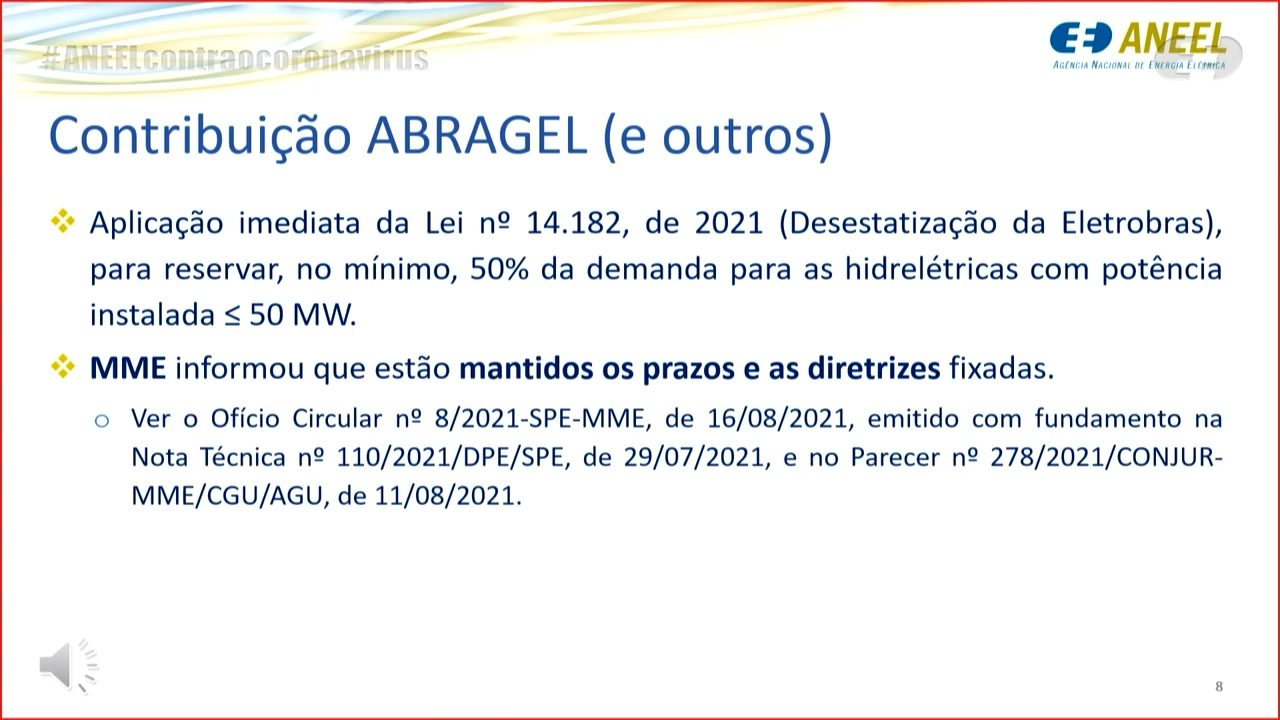 #ANEELcontraocoronavirus
ANEEL
AGÊNCIA NACIONAL DE ENERGIA ELÉTRICA
Contribuição ABRAGEL (e outros)
Aplicação imediata da Lei nº 14.182, de 2021 (Desestatização da Eletrobras),
para reservar, no mínimo, 50% da demanda para as hidrelétricas com potência
instalada ≤ 50 MW.
MME informou que estão mantidos os prazos e as diretrizes fixadas.
Ver o Ofício Circular nº 8/2021-SPE-MME, de 16/08/2021, emitido com fundamento na
Nota Técnica nº 110/2021/DPE/SPE, de 29/07/2021, e no Parecer nº 278/2021/CONJUR-
MME/CGU/AGU, de 11/08/2021.
8